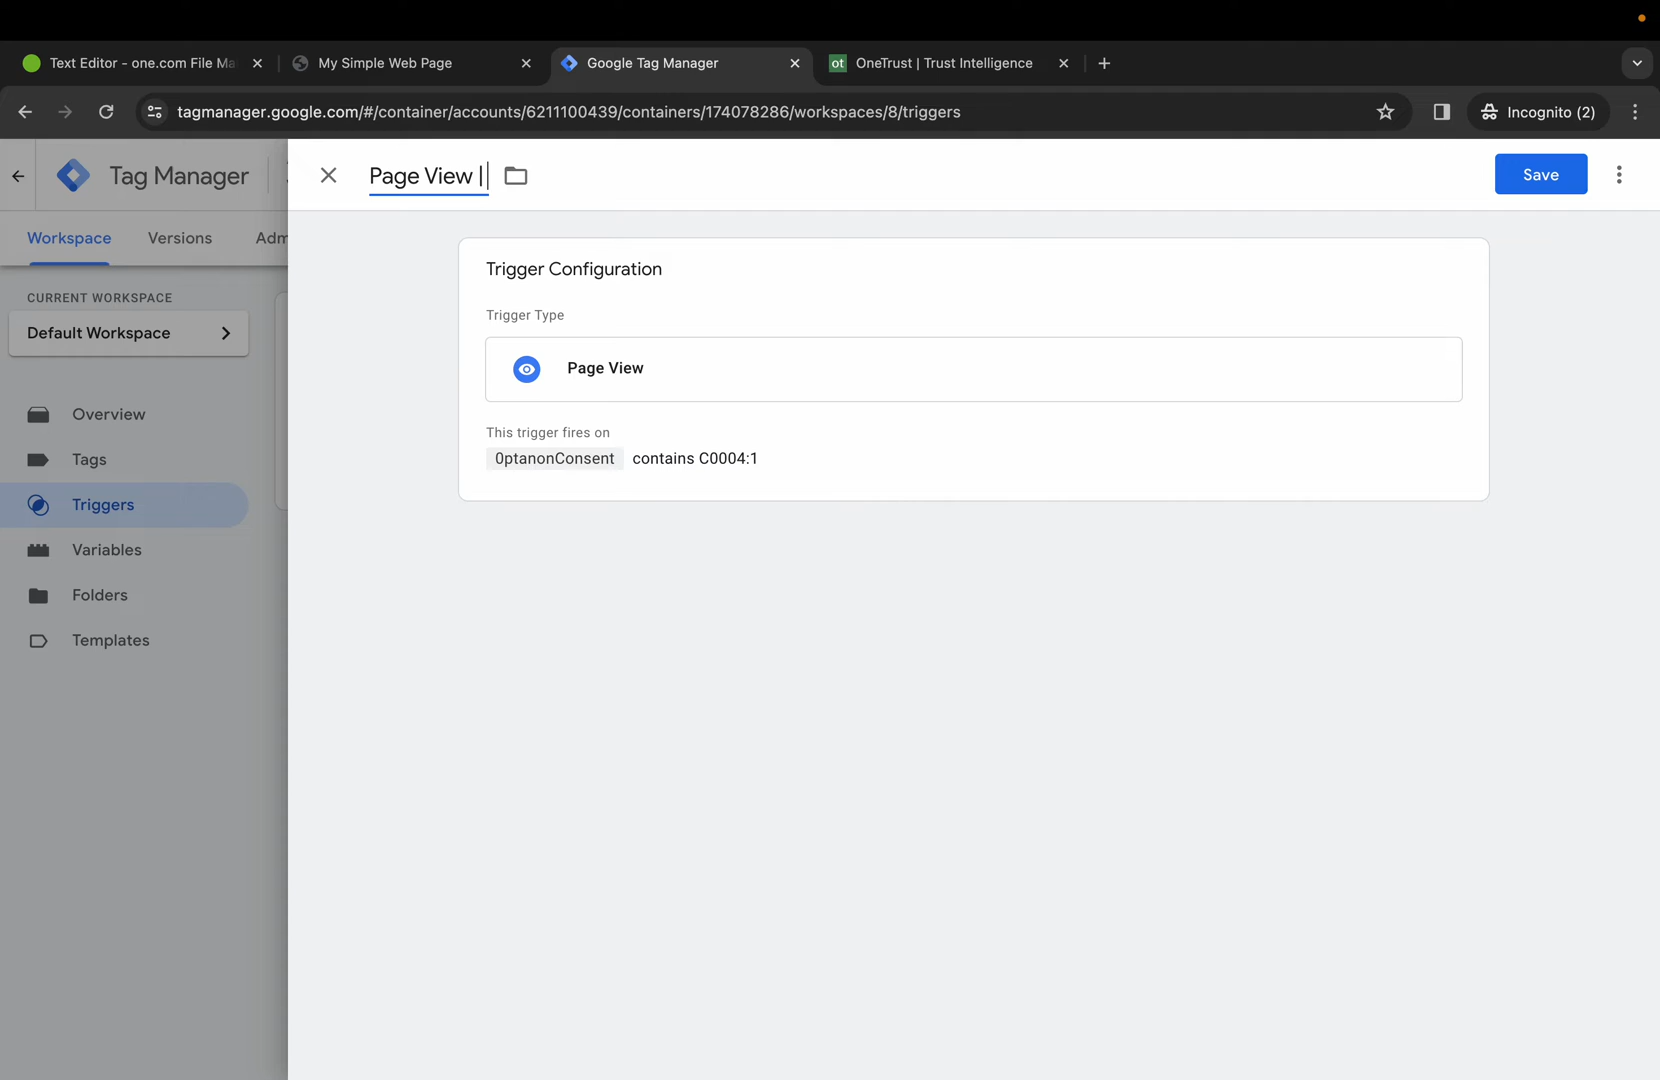 Text Editor - one.com File Ma
My Simple Web Page
Google Tag Manager
ot OneTrust | Trust Intelligence
tagmanager.google.com/#/container/accounts/6211100439/containers/174078286/workspaces/8/triggers
Incognito (2)
Tag Manager
Page View |
Save
Workspace Versions Adm
CURRENT WORKSPACE
Default Workspace
Overview
Tags
Triggers
Variables
Folders
Templates
Trigger Configuration
Trigger Type
Page View
This trigger fires on
0ptanonConsent contains C0004:1